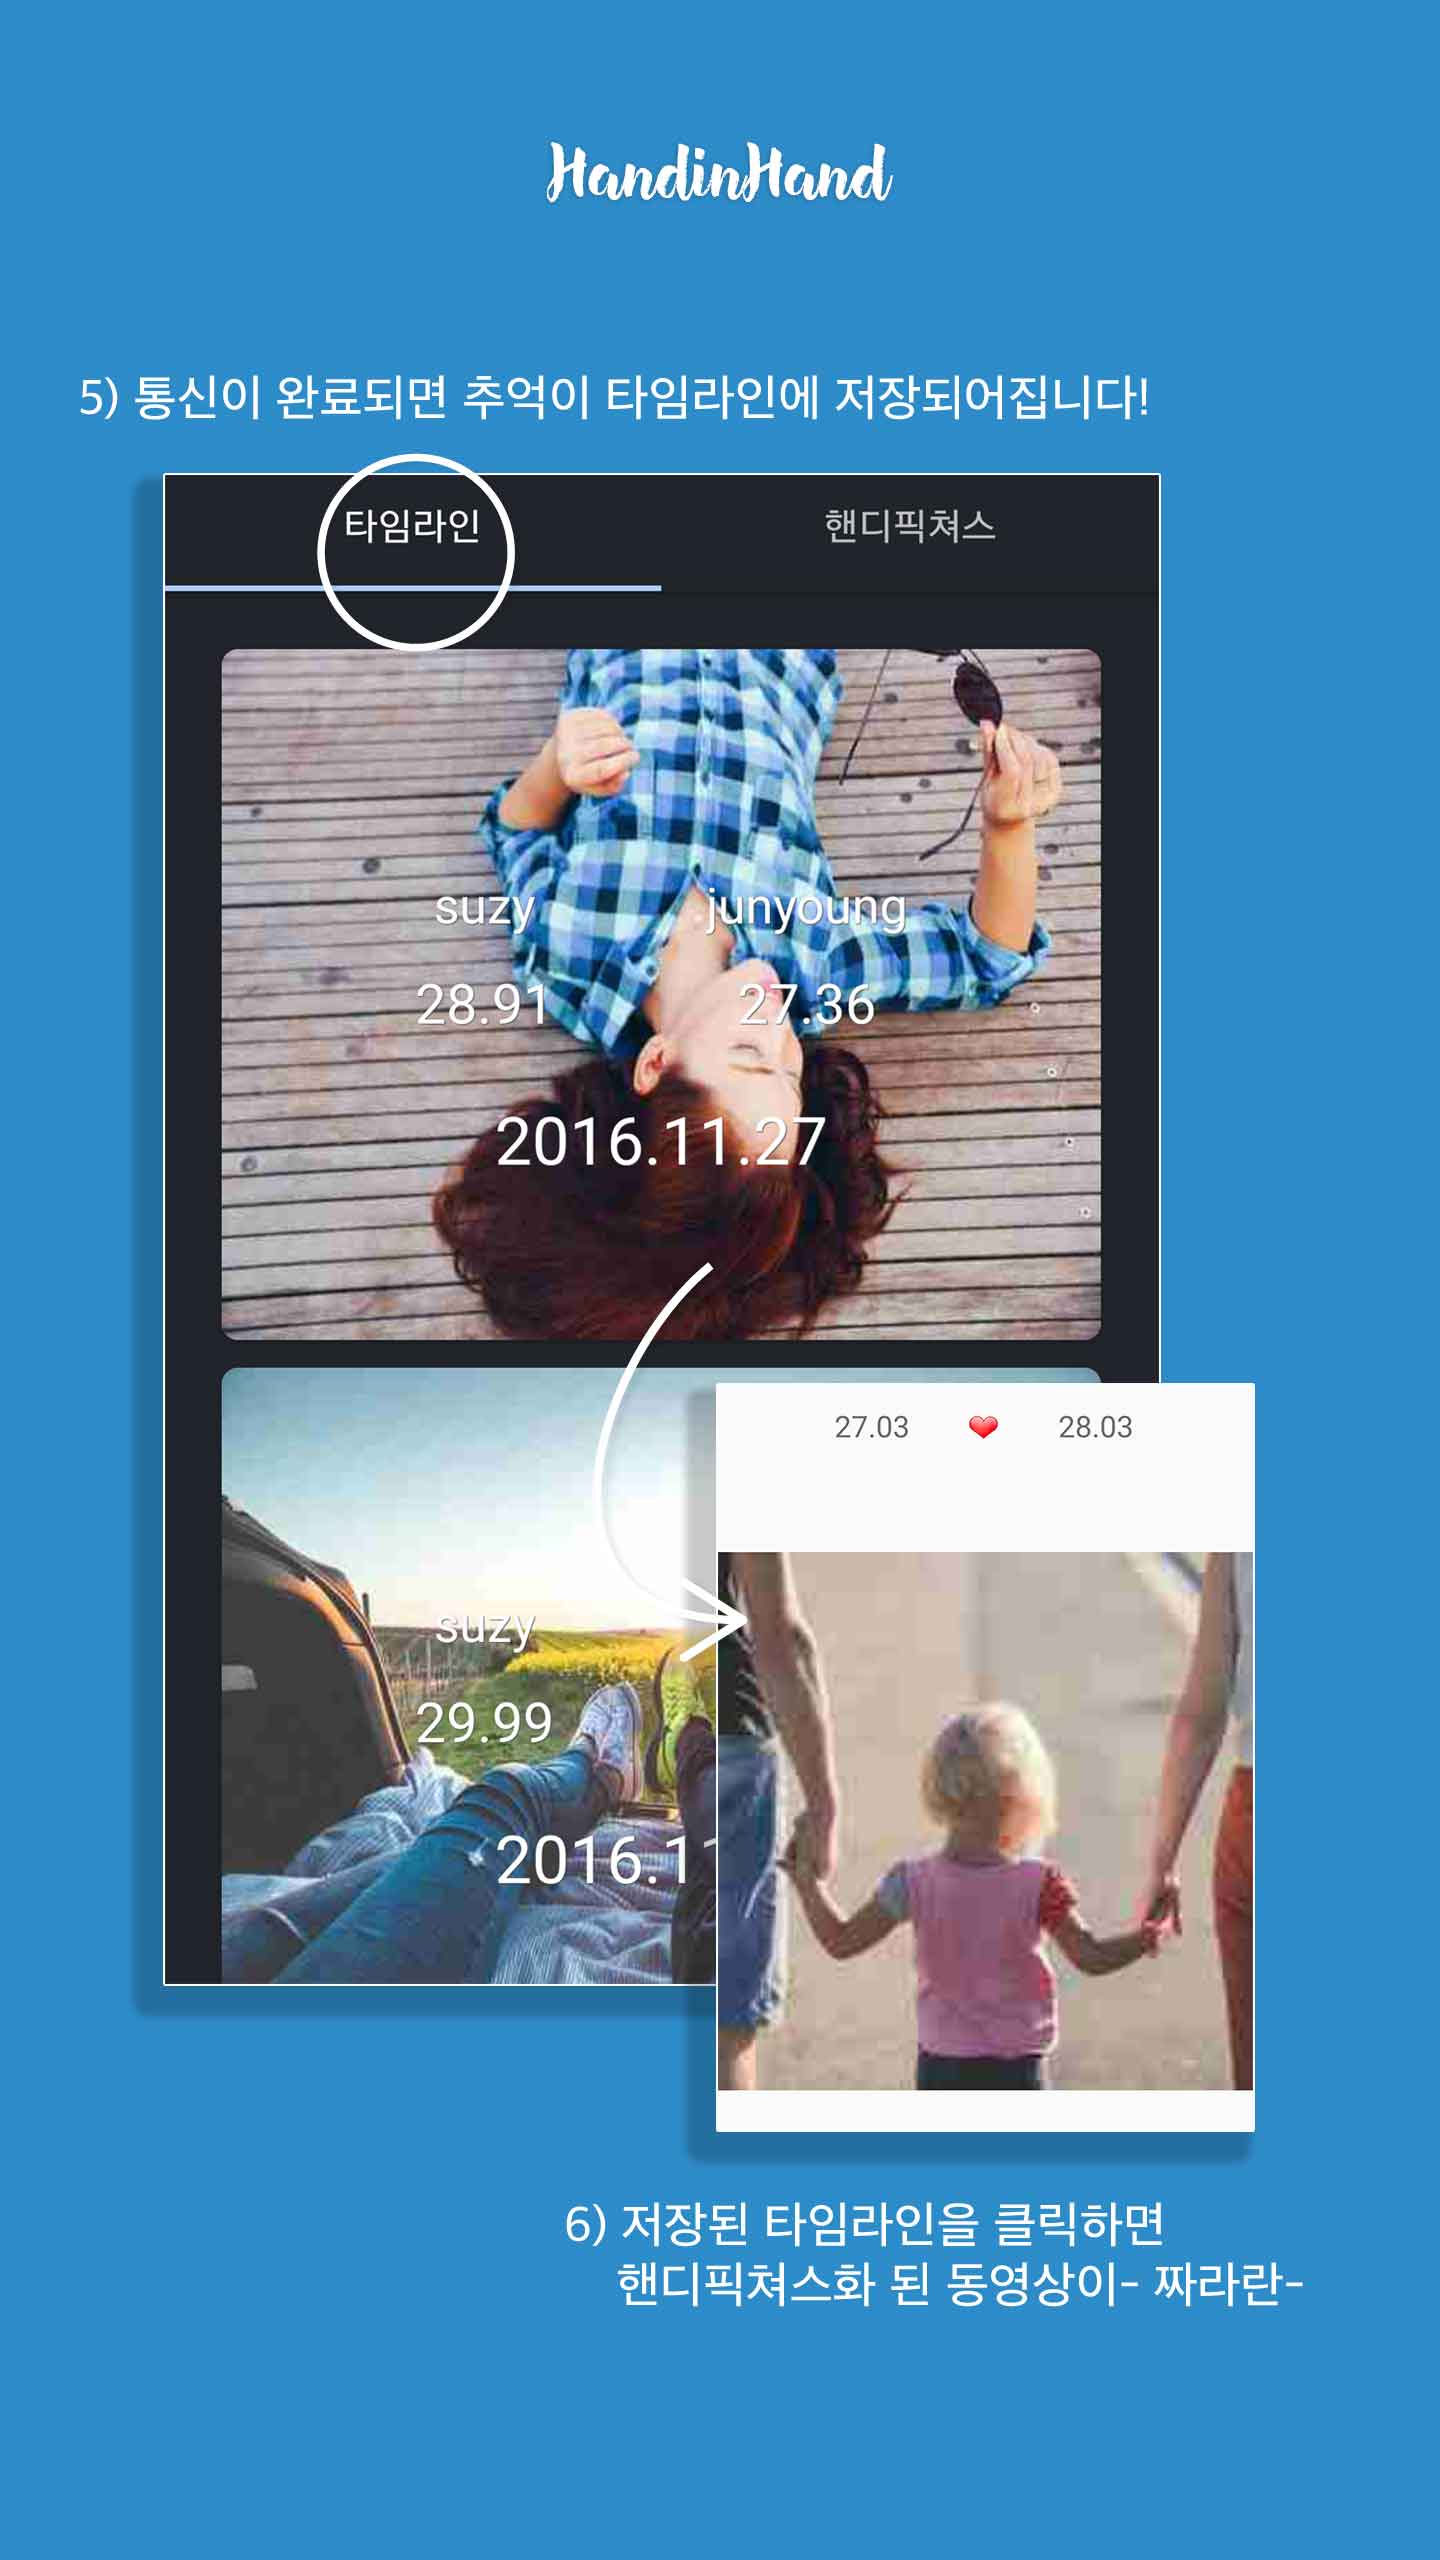 HandinHand
5) 통신이 완료되면 추억이 타임라인에 저장되어집니다!
타임라인
핸디픽쳐스
suzy
junyoung
28.91
27.36
2016.11.27
suzy
29.99
2016.11
27.03 ❤ 28.03
6) 저장된 타임라인을 클릭하면
핸디픽쳐스화 된 동영상이- 짜라란-